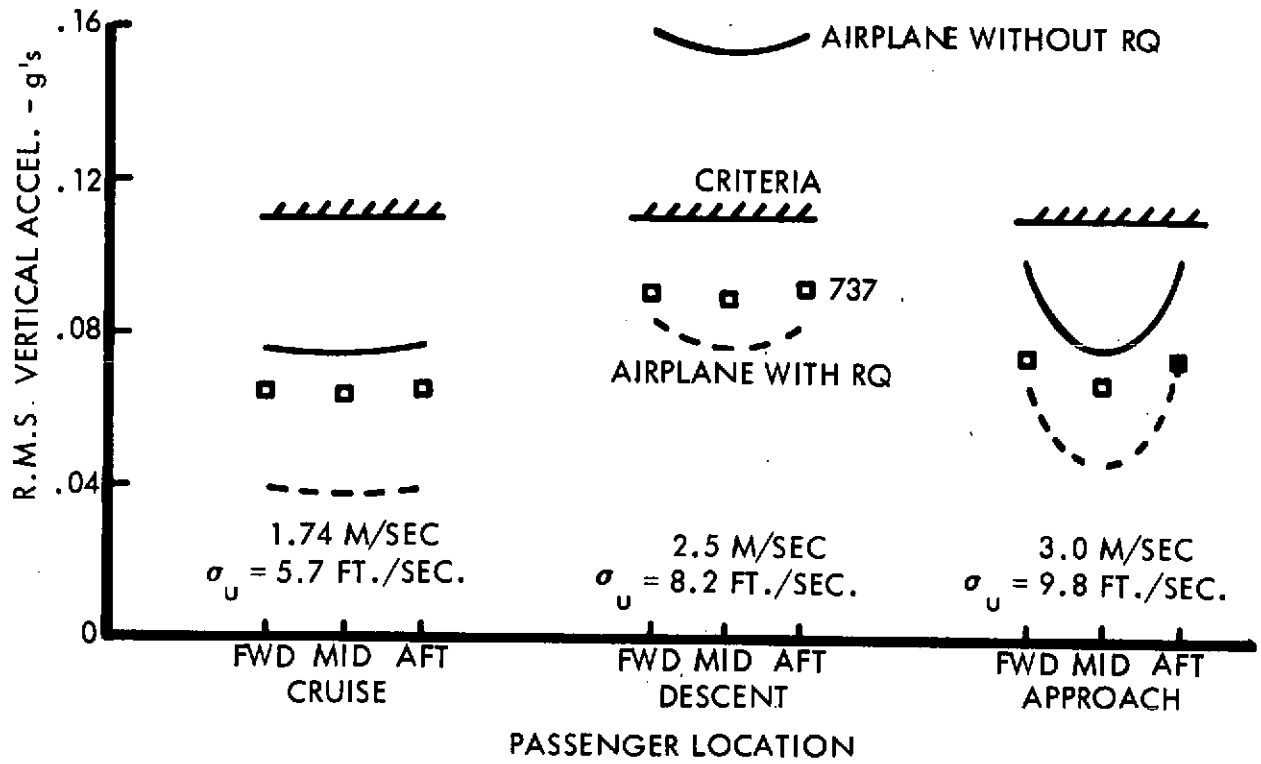 R.M.S. VERTICAL ACCEL. - g's
.16
.12
.08
.04
0
AIRPLANE WITHOUT RQ
CRITERIA
737
AIRPLANE WITH RQ
1.74 M/SEC
σu = 5.7 FT./SEC.
2.5 M/SEC
σu = 8.2 FT./SEC.
3.0 M/SEC
σu = 9.8 FT./SEC.
FWD MID AFT
CRUISE
FWD MID AFT
DESCENT
FWD MID AFT
APPROACH
PASSENGER LOCATION